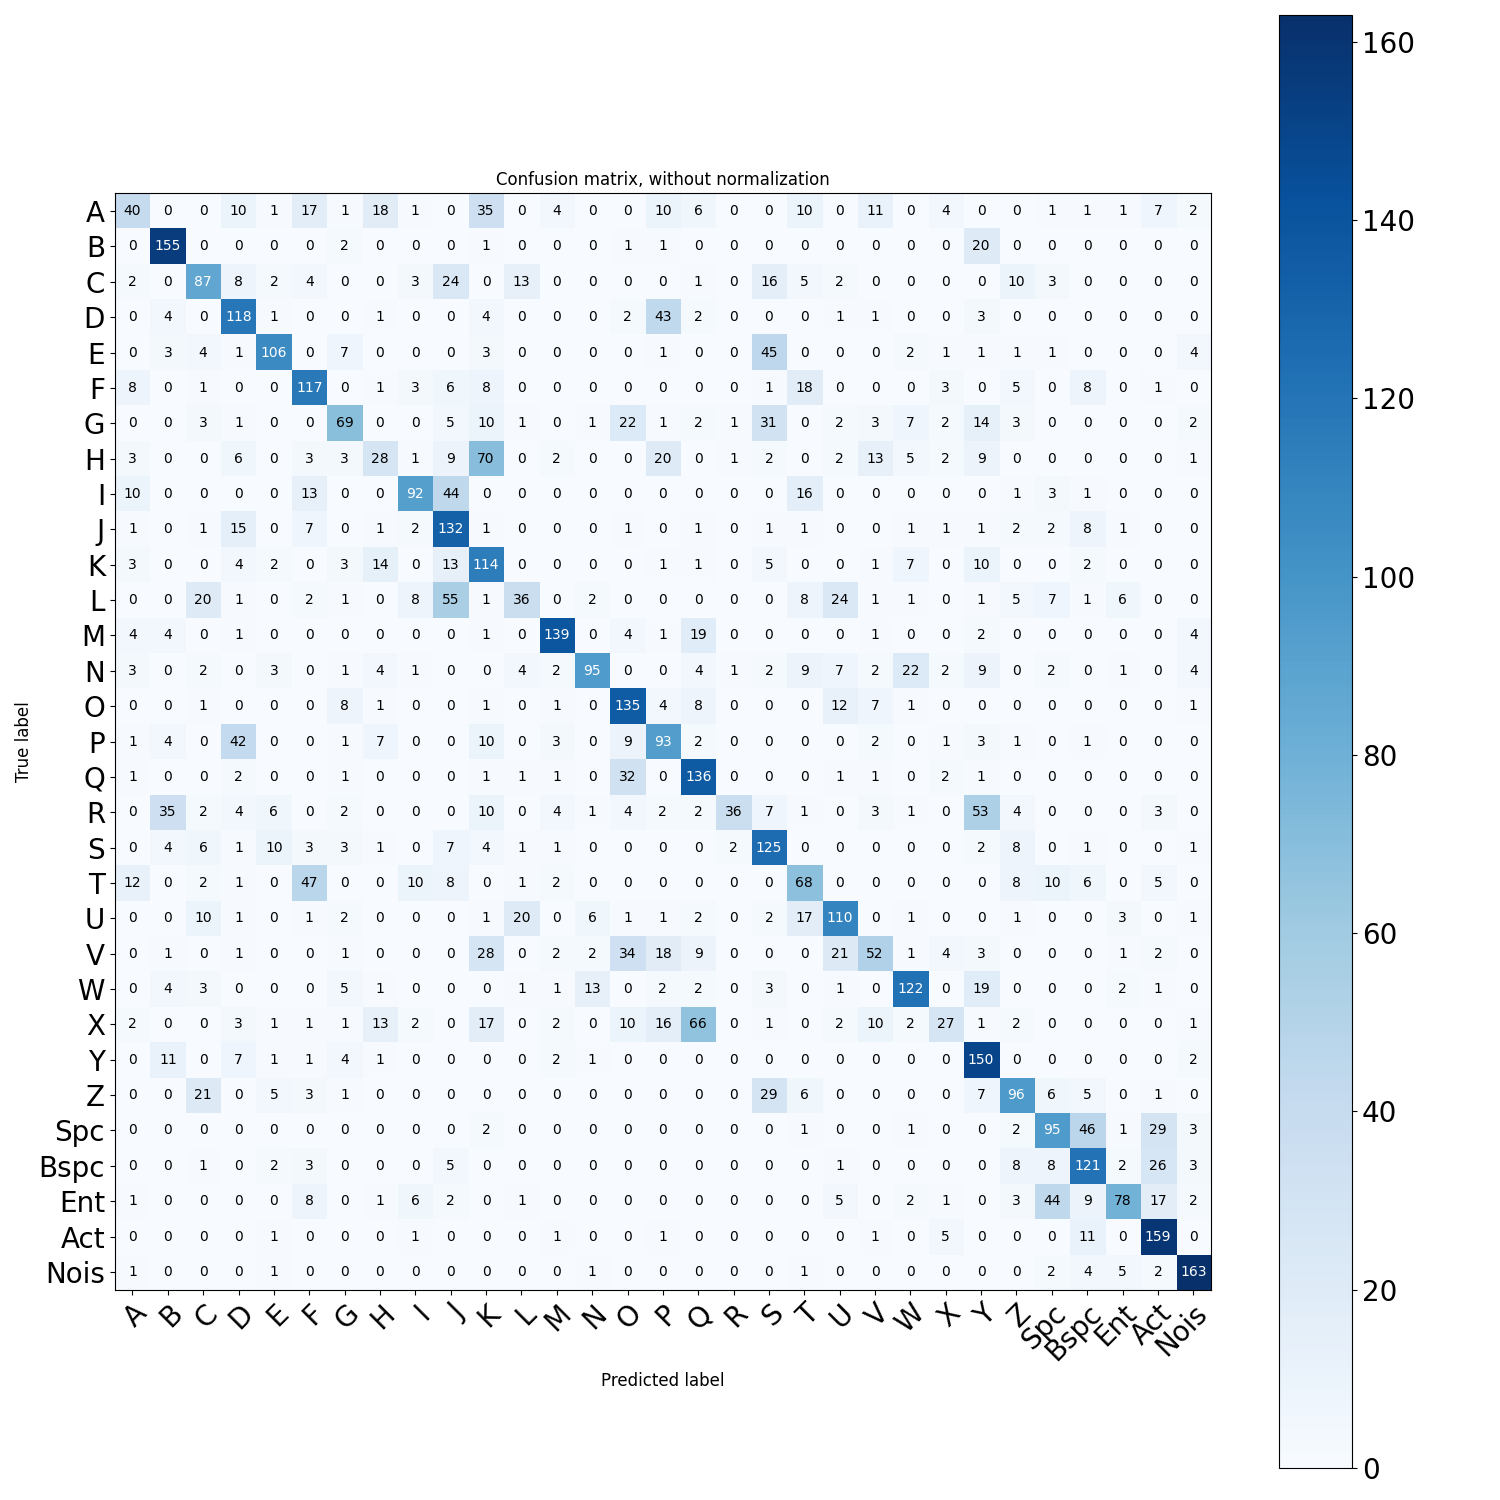 Confusion matrix, without normalization
A 40 0 0 10 1 17 1 18 1 0 35 0 4 0 0 10 6 0 0 10 0 11 0 4 0 0 1 1 1 7 2
B 0 155 0 0 0 0 2 0 0 0 1 0 0 0 1 1 0 0 0 0 0 0 0 0 20 0 0 0 0 0 0
C 2 0 87 8 2 4 0 0 3 24 0 13 0 0 0 0 1 0 16 5 2 0 0 0 0 10 3 0 0 0 0
D 0 4 0 118 1 0 0 1 0 0 4 0 0 0 2 43 2 0 0 0 1 1 0 0 3 0 0 0 0 0 0
E 0 3 4 1 106 0 7 0 0 0 3 0 0 0 0 1 0 0 45 0 0 0 2 1 1 1 1 0 0 0 4
F 8 0 1 0 0 117 0 1 3 6 8 0 0 0 0 0 0 0 1 18 0 0 0 3 0 5 0 8 0 1 0
G 0 0 3 1 0 0 69 0 0 5 10 1 0 1 22 1 2 1 31 0 2 3 7 2 14 3 0 0 0 0 2
H 3 0 0 6 0 3 3 28 1 9 70 0 2 0 0 20 0 1 2 0 2 13 5 2 9 0 0 0 0 0 1
I 10 0 0 0 0 13 0 0 92 44 0 0 0 0 0 0 0 0 0 16 0 0 0 0 0 1 3 1 0 0 0
J 1 0 1 15 0 7 0 1 2 132 1 0 0 0 1 0 1 0 1 1 0 0 1 1 1 2 2 8 1 0 0
K 3 0 0 4 2 0 3 14 0 13 114 0 0 0 0 1 1 0 5 0 0 1 7 0 10 0 0 2 0 0 0
L 0 0 20 1 0 2 1 0 8 55 1 36 0 2 0 0 0 0 0 8 24 1 1 0 1 5 7 1 6 0 0
M 4 4 0 1 0 0 0 0 0 0 1 0 139 0 4 1 19 0 0 0 0 1 0 0 2 0 0 0 0 0 4
N 3 0 2 0 3 0 1 4 1 0 0 4 2 95 0 0 4 1 2 9 7 2 22 2 9 0 2 0 1 0 4
O 0 0 1 0 0 0 8 1 0 0 1 0 1 0 135 4 8 0 0 0 12 7 1 0 0 0 0 0 0 0 1
P 1 4 0 42 0 0 1 7 0 0 10 0 3 0 9 93 2 0 0 0 0 2 0 1 3 1 0 1 0 0 0
Q 1 0 0 2 0 0 1 0 0 0 1 1 1 0 32 0 136 0 0 0 1 1 0 2 1 0 0 0 0 0 0
R 0 35 2 4 6 0 2 0 0 0 10 0 4 1 4 2 2 36 7 1 0 3 1 0 53 4 0 0 0 3 0
S 0 4 6 1 10 3 3 1 0 7 4 1 1 0 0 0 0 2 125 0 0 0 0 0 2 8 0 1 0 0 1
T 12 0 2 1 0 47 0 0 10 8 0 1 2 0 0 0 0 0 0 68 0 0 0 0 0 8 10 6 0 5 0
U 0 0 10 1 0 1 2 0 0 0 1 20 0 6 1 1 2 0 2 17 110 0 1 0 0 1 0 0 3 0 1
V 0 1 0 1 0 0 1 0 0 0 28 0 2 2 34 18 9 0 0 0 21 52 1 4 3 0 0 0 1 2 0
W 0 4 3 0 0 0 5 1 0 0 0 1 1 13 0 2 2 0 3 0 1 0 122 0 19 0 0 0 2 1 0
X 2 0 0 3 1 1 1 13 2 0 17 0 2 0 10 16 66 0 1 0 2 10 2 27 1 2 0 0 0 0 1
Y 0 11 0 7 1 1 4 1 0 0 0 0 2 1 0 0 0 0 0 0 0 0 0 0 150 0 0 0 0 0 2
Z 0 0 21 0 5 3 1 0 0 0 0 0 0 0 0 0 0 0 29 6 0 0 0 0 7 96 6 5 0 1 0
Spc 0 0 0 0 0 0 0 0 0 0 2 0 0 0 0 0 0 0 0 1 0 0 1 0 0 2 95 46 1 29 3
Bspc 0 0 1 0 2 3 0 0 0 5 0 0 0 0 0 0 0 0 0 0 1 0 0 0 0 8 8 121 2 26 3
Ent 1 0 0 0 0 8 0 1 6 2 0 1 0 0 0 0 0 0 0 0 5 0 2 1 0 3 44 9 78 17 2
Act 0 0 0 0 1 0 0 0 1 0 0 0 1 0 0 1 0 0 0 0 0 1 0 5 0 0 0 11 0 159 0
Nois 1 0 0 0 1 0 0 0 0 0 0 0 0 1 0 0 0 0 0 1 0 0 0 0 0 0 2 4 5 2 163
A B C D E F G H I J K L M N O P Q R S T U V W X Y Z Spc Bspc Ent Act Nois
Predicted label
True label
160
140
120
100
80
60
40
20
0